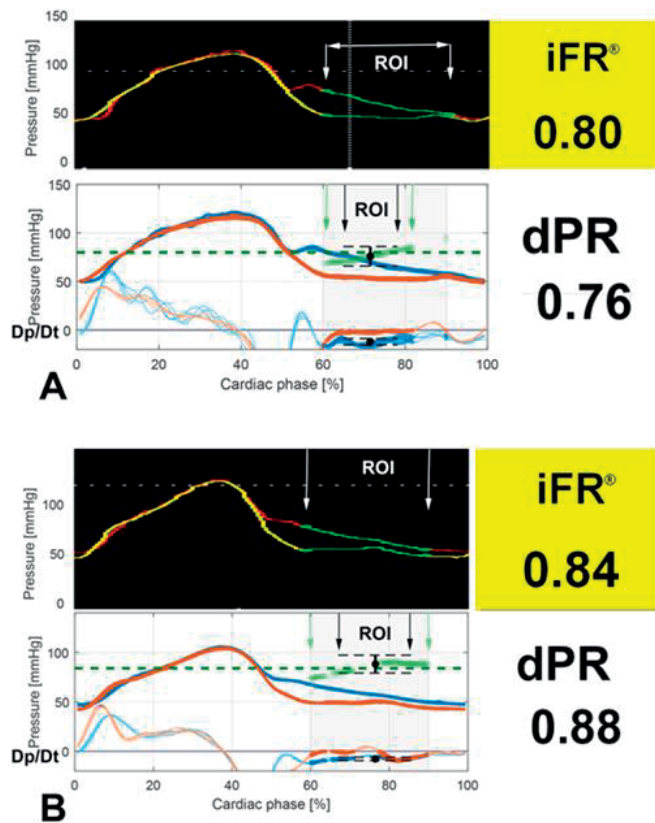 150
Pressure [mmHg]
100
50
0
ROI
iFR®
0.80
150
Pressure [mmHg]
100
50
Dp/Dt 0
ROI
0 20 40 60 80 100
Cardiac phase [%]
dPR
0.76
A
Pressure [mmHg]
100
50
0
ROI
iFR®
0.84
Pressure [mmHg]
100
50
Dp/Dt 0
ROI
0 20 40 60 80 100
Cardiac phase [%]
dPR
0.88
B